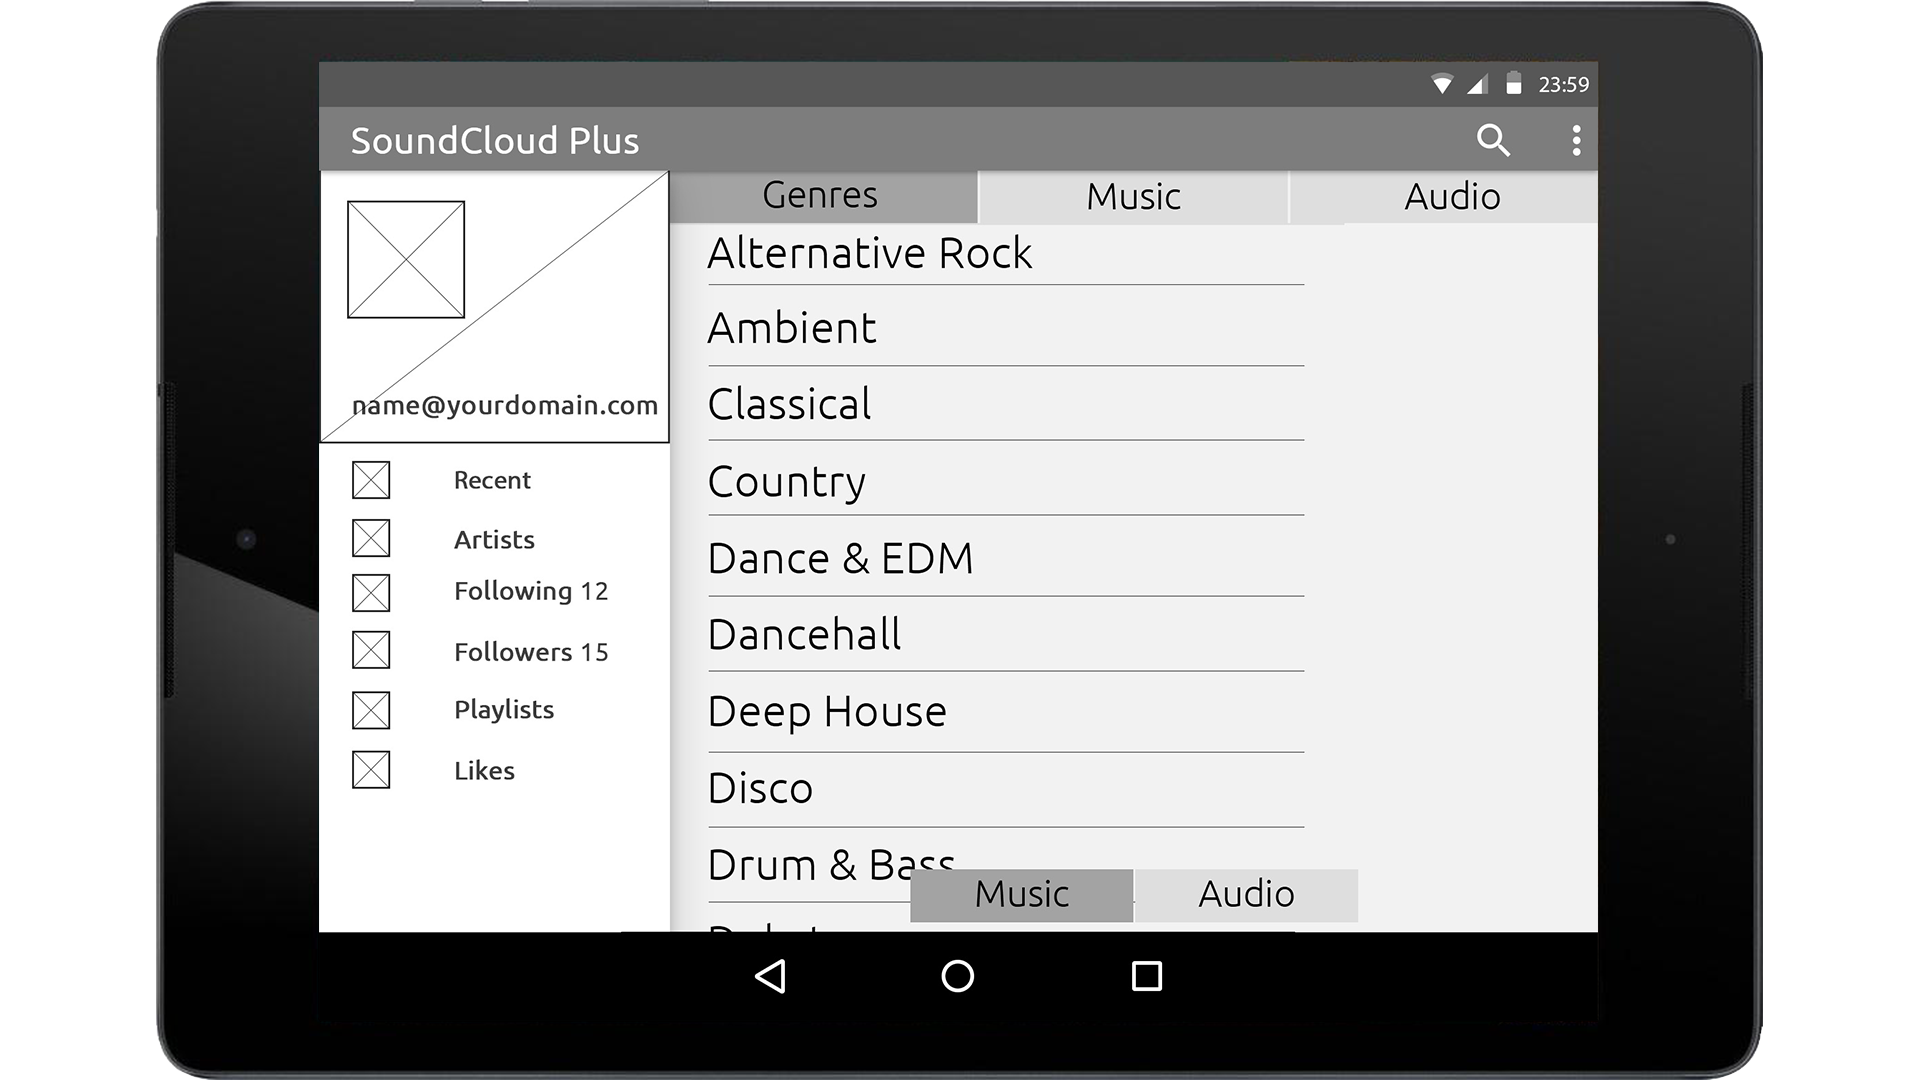 23:59
SoundCloud Plus
Genres Music Audio
name@yourdomain.com
Recent
Artists
Following 12
Followers 15
Playlists
Likes
Alternative Rock
Ambient
Classical
Country
Dance & EDM
Dancehall
Deep House
Disco
Drum & Bass
Music Audio